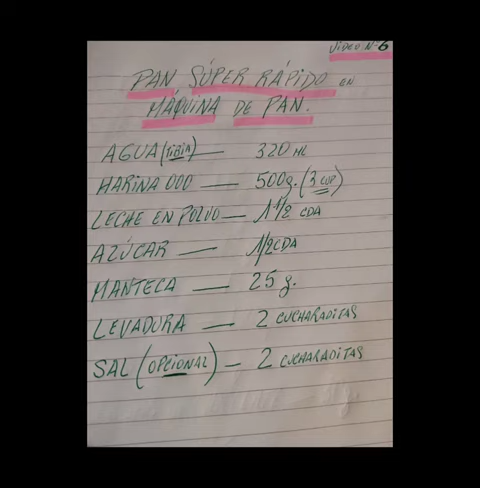 VIDEO Nº6
PAN SÚPER RÁPIDO EN
MÁQUINA DE PAN.
AGUA (TIBIA) — 320 ML
HARINA 000 — 500g. (3 CUP)
LECHE EN POLVO — 1 1/2 CDA
AZÚCAR — 1/2 CDA
MANTECA — 25 g.
LEVADURA — 2 CUCHARADITAS
SAL (OPCIONAL) — 2 CUCHARADITAS